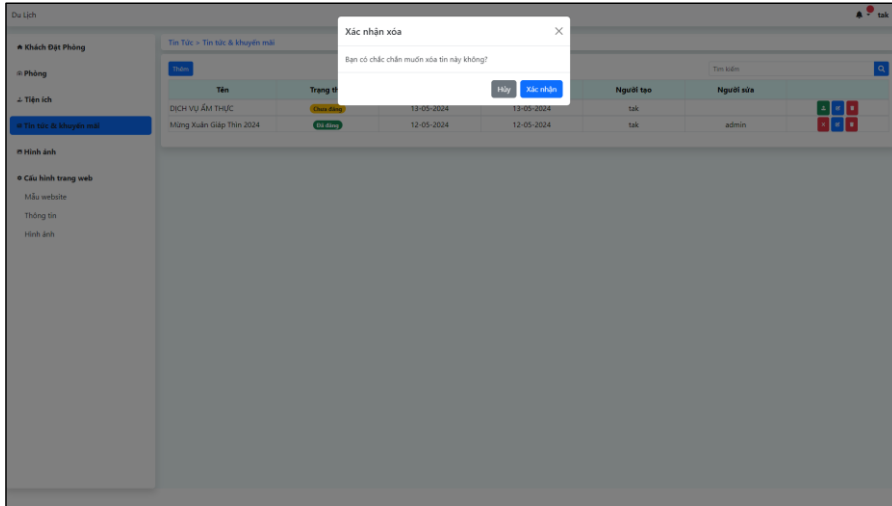 Du Lịch
tak
Xác nhận xóa
Bạn có chắc chắn muốn xóa tin này không?
Hủy Xác nhận
Khách Đặt Phòng
Phòng
Tiện ích
Tin tức & khuyến mãi
Hình ảnh
Cấu hình trang web
Mẫu website
Thông tin
Hình ảnh
Tin Tức > Tin tức & khuyến mãi
Thêm
Tìm kiếm
Tên Trạng th Người tạo Người sửa
DỊCH VỤ ẨM THỰC Chưa đăng 13-05-2024 13-05-2024 tak
Mừng Xuân Giáp Thìn 2024 Đã đăng 12-05-2024 12-05-2024 tak admin